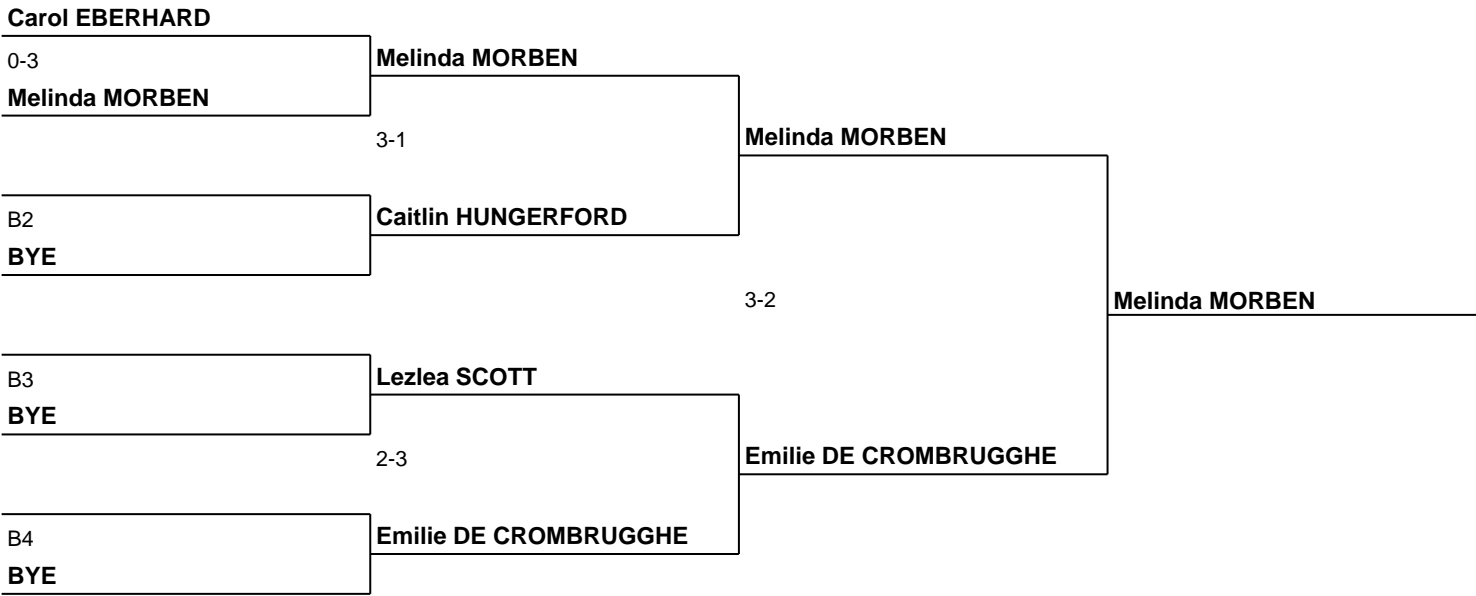 Carol EBERHARD
0-3
Melinda MORBEN
Melinda MORBEN
3-1
Melinda MORBEN
B2
BYE
Caitlin HUNGERFORD
3-2
Melinda MORBEN
B3
BYE
Lezlea SCOTT
2-3
Emilie DE CROMBRUGGHE
B4
BYE
Emilie DE CROMBRUGGHE